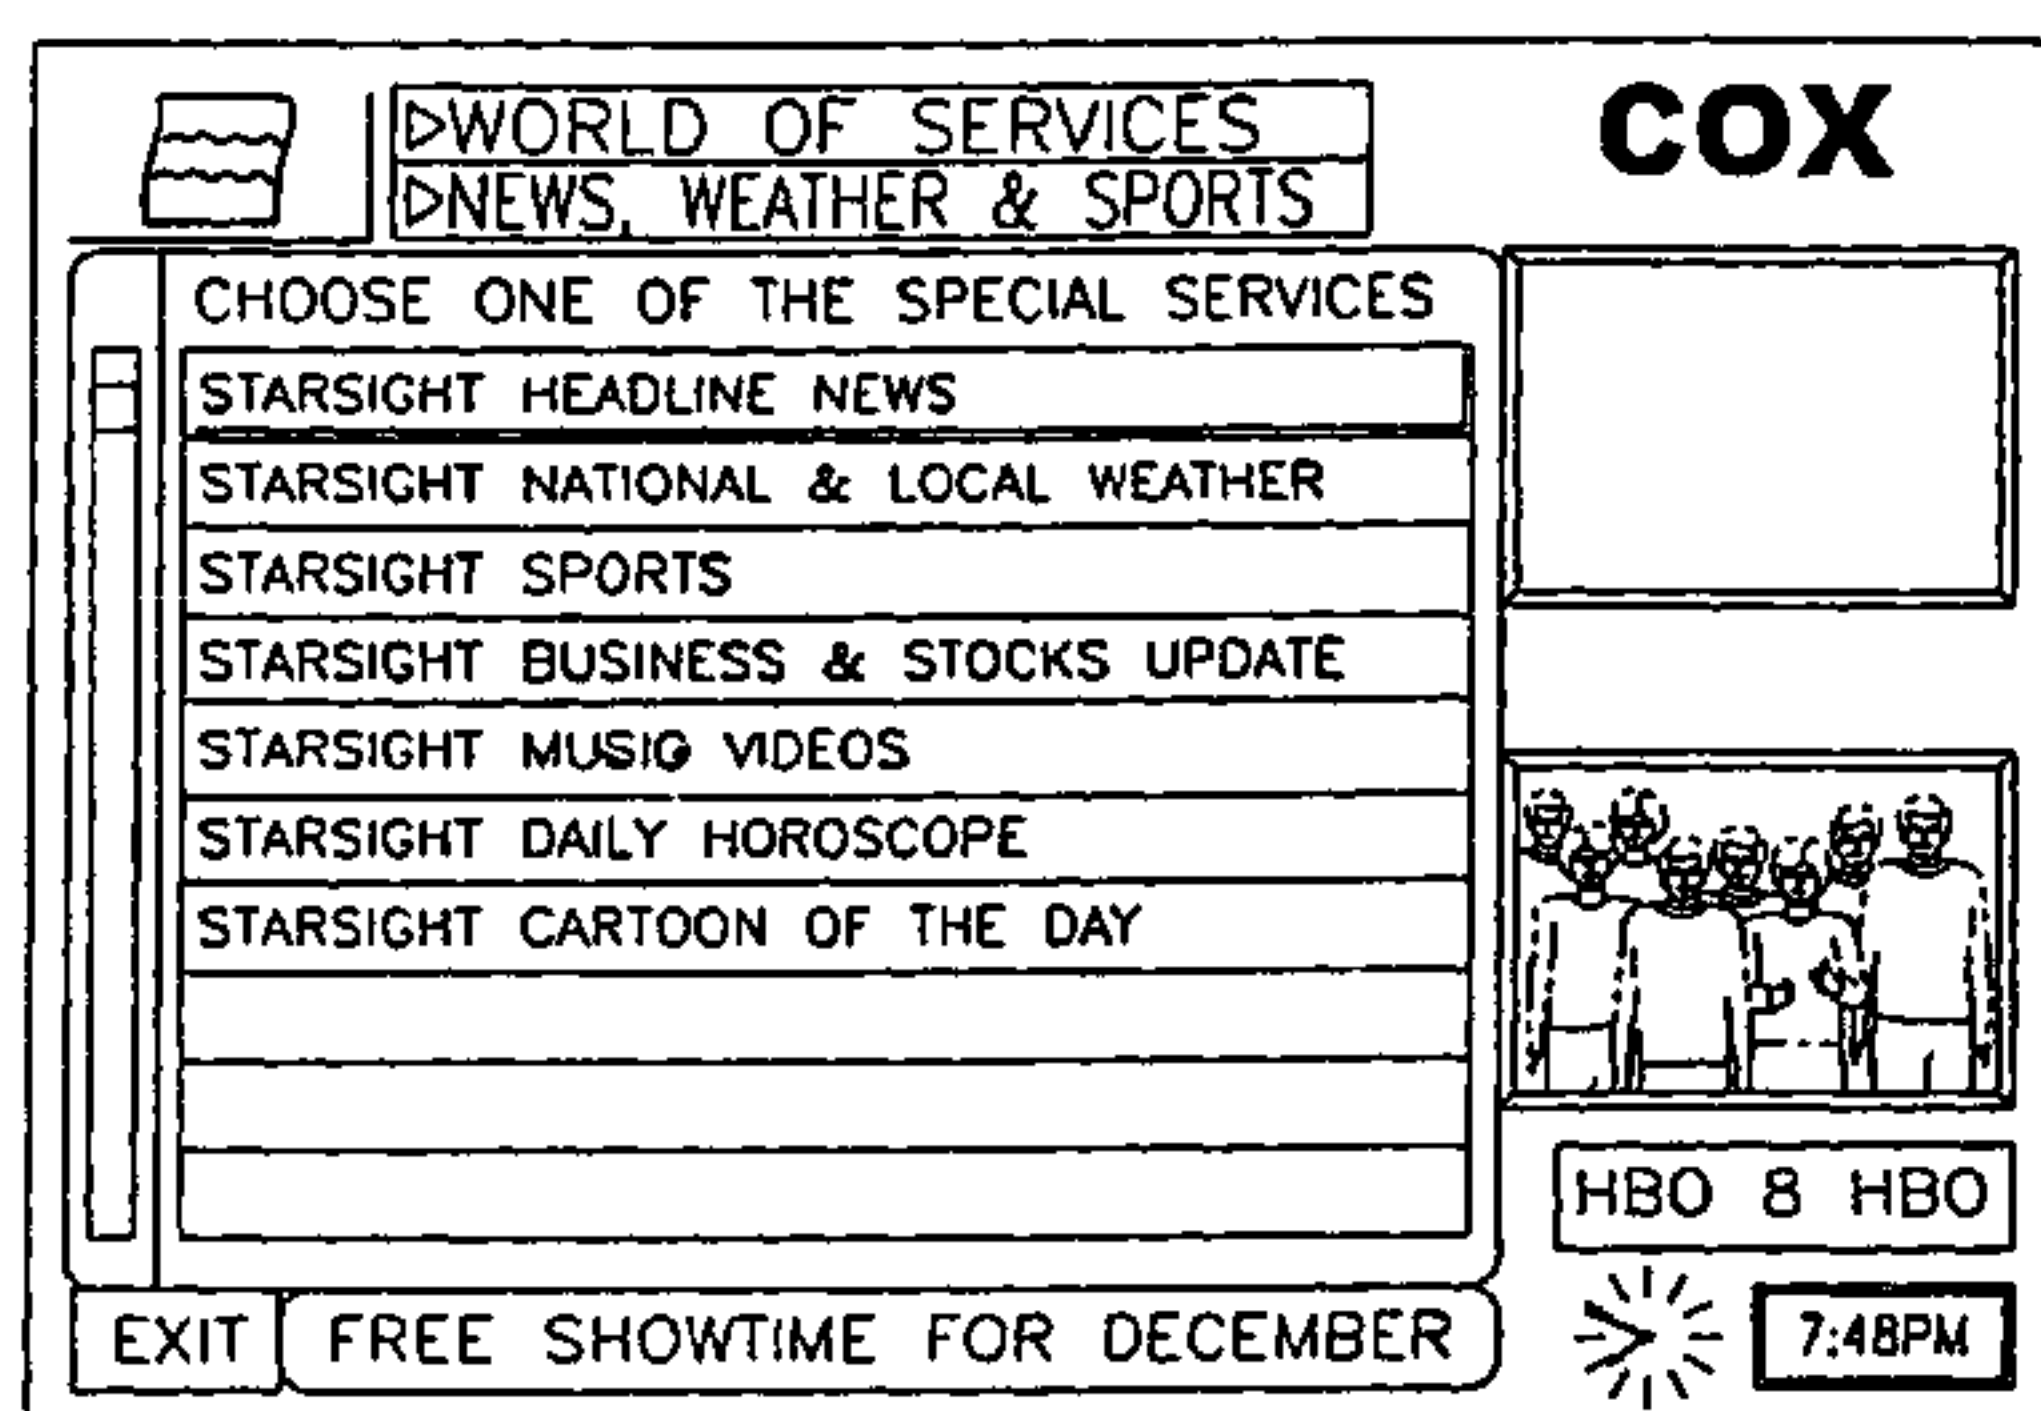 ▷WORLD OF SERVICES
▷NEWS, WEATHER & SPORTS
COX
CHOOSE ONE OF THE SPECIAL SERVICES
STARSIGHT HEADLINE NEWS
STARSIGHT NATIONAL & LOCAL WEATHER
STARSIGHT SPORTS
STARSIGHT BUSINESS & STOCKS UPDATE
STARSIGHT MUSIC VIDEOS
STARSIGHT DAILY HOROSCOPE
STARSIGHT CARTOON OF THE DAY
HBO 8 HBO
EXIT
FREE SHOWTIME FOR DECEMBER
7:48PM